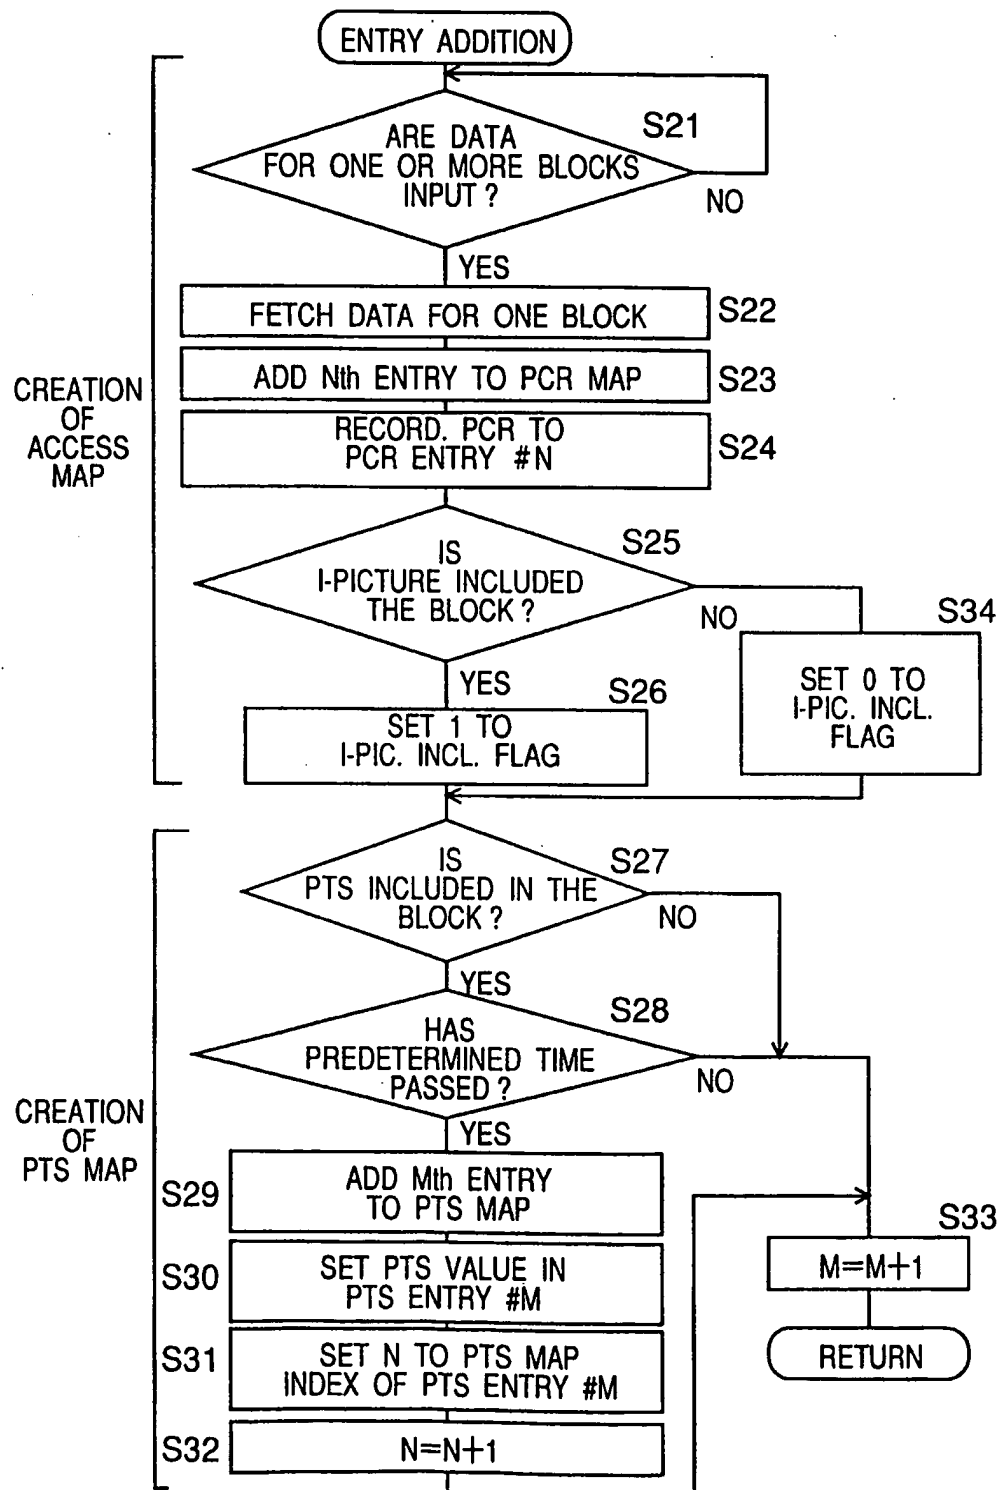 ENTRY ADDITION
S21
ARE DATA
FOR ONE OR MORE BLOCKS
INPUT ?
NO
YES
FETCH DATA FOR ONE BLOCK
S22
ADD Nth ENTRY TO PCR MAP
S23
RECORD. PCR TO
PCR ENTRY #N
S24
CREATION
OF
ACCESS
MAP
S25
IS
I-PICTURE INCLUDED
THE BLOCK ?
NO
YES
S34
SET 0 TO
I-PIC. INCL.
FLAG
S26
SET 1 TO
I-PIC. INCL. FLAG
S27
IS
PTS INCLUDED IN THE
BLOCK ?
NO
YES
S28
HAS
PREDETERMINED TIME
PASSED ?
NO
YES
CREATION
OF
PTS MAP
S29
ADD Mth ENTRY
TO PTS MAP
S30
SET PTS VALUE IN
PTS ENTRY #M
S31
SET N TO PTS MAP
INDEX OF PTS ENTRY #M
S32
N=N+1
S33
M=M+1
RETURN